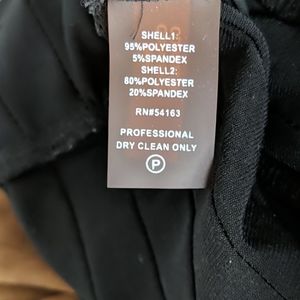 SHELL1:
95%POLYESTER
5%SPANDEX
SHELL2:
80%POLYESTER
20%SPANDEX
RN#54163
PROFESSIONAL
DRY CLEAN ONLY
P